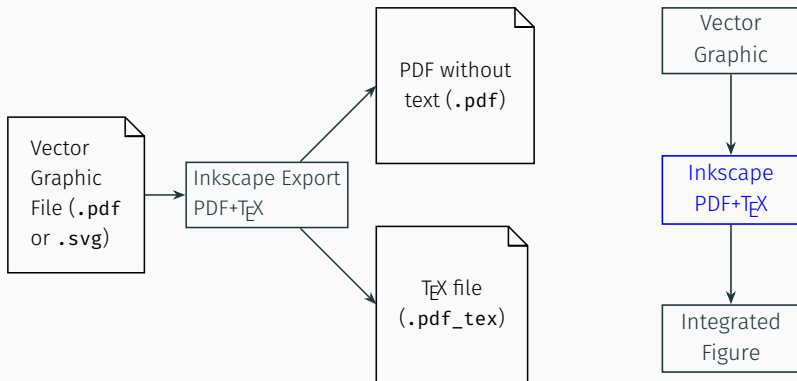 Vector
Graphic
File (.pdf
or .svg)
Inkscape Export
PDF+TEX
PDF without
text (.pdf)
TEX file
(.pdf_tex)
Vector
Graphic
Inkscape
PDF+TEX
Integrated
Figure